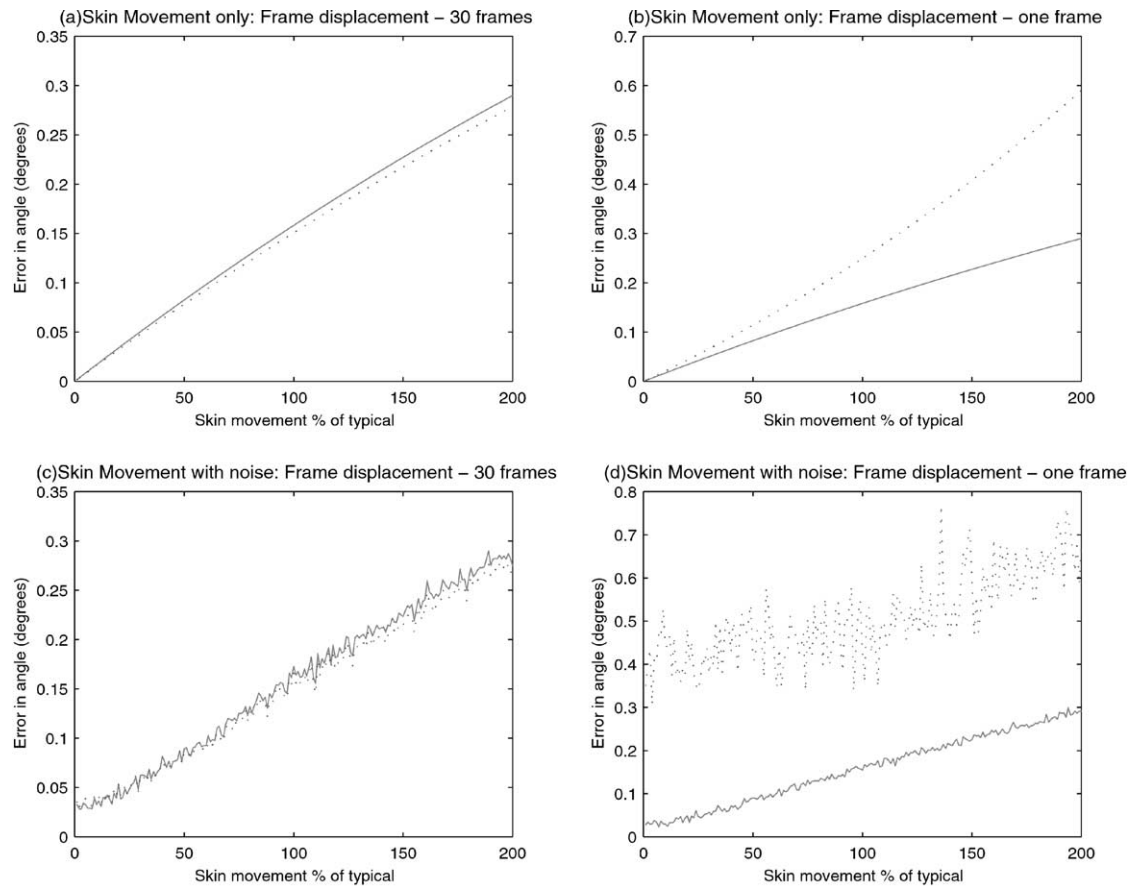 (a)Skin Movement only: Frame displacement – 30 frames
0.35
0.3
0.25
0.2
0.15
0.1
0.05
0
Error in angle (degrees)
0 50 100 150 200
Skin movement % of typical
(b)Skin Movement only: Frame displacement – one frame
0.7
0.6
0.5
0.4
0.3
0.2
0.1
0
Error in angle (degrees)
0 50 100 150 200
Skin movement % of typical
(c)Skin Movement with noise: Frame displacement – 30 frames
0.35
0.3
0.25
0.2
0.15
0.1
0.05
0
Error in angle (degrees)
0 50 100 150 200
Skin movement % of typical
(d)Skin Movement with noise: Frame displacement – one frame
0.8
0.7
0.6
0.5
0.4
0.3
0.2
0.1
0
Error in angle (degrees)
0 50 100 150 200
Skin movement % of typical